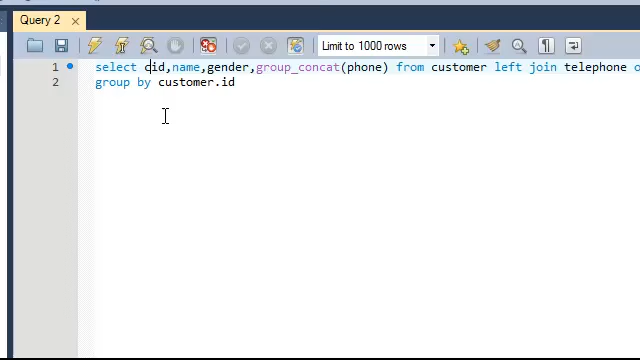 Query 2
Limit to 1000 rows
1 select cid,name,gender,group_concat(phone) from customer left join telephone o
2 group by customer.id